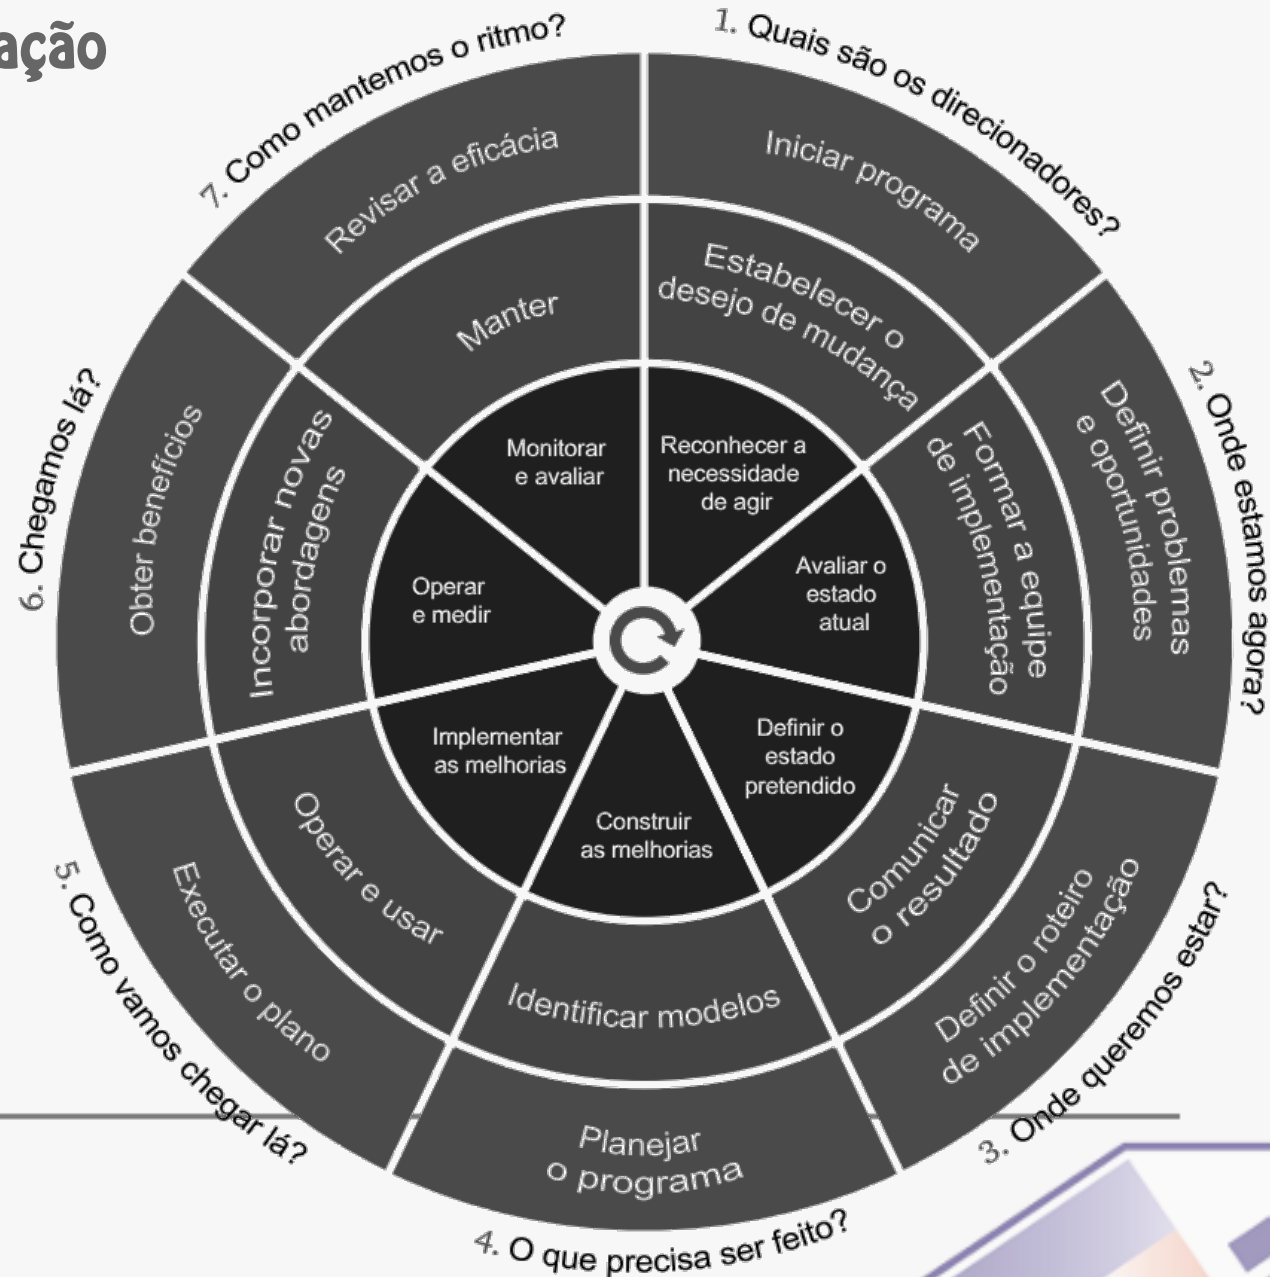 ação
1. Quais são os direcionadores?
Iniciar programa
Estabelecer o
desejo de mudança
Reconhecer a
necessidade
de agir
2. Onde estamos agora?
Definir problemas
e oportunidades
Formar a equipe
de implementação
Avaliar o
estado
atual
3. Onde queremos estar?
Definir o roteiro
de implementação
Comunicar
o resultado
Definir o
estado
pretendido
4. O que precisa ser feito?
Planejar
o programa
Identificar modelos
Construir
as melhorias
5. Como vamos chegar lá?
Executar o plano
Operar e usar
Implementar
as melhorias
6. Chegamos lá?
Obter benefícios
Incorporar novas
abordagens
Operar
e medir
7. Como mantemos o ritmo?
Revisar a eficácia
Manter
Monitorar
e avaliar